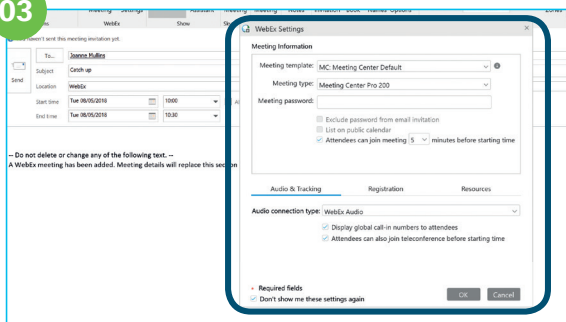 03
Meeting Settings Assistant Meeting Meeting Notes Invitation Book Names Options Zones
WebEx Show
haven't sent this meeting invitation yet.
To... Joanne Mullins
Send
Subject Catch up
Location WebEx
Start time Tue 08/05/2018 10:00
End time Tue 08/05/2018 10:30
-- Do not delete or change any of the following text. --
A WebEx meeting has been added. Meeting details will replace this section
WebEx Settings
Meeting Information
Meeting template: MC: Meeting Center Default
Meeting type: Meeting Center Pro 200
Meeting password:
Exclude password from email invitation
List on public calendar
Attendees can join meeting 5 minutes before starting time
Audio & Tracking Registration Resources
Audio connection type: WebEx Audio
Display global call-in numbers to attendees
Attendees can also join teleconference before starting time
Required fields
Don't show me these settings again
OK Cancel